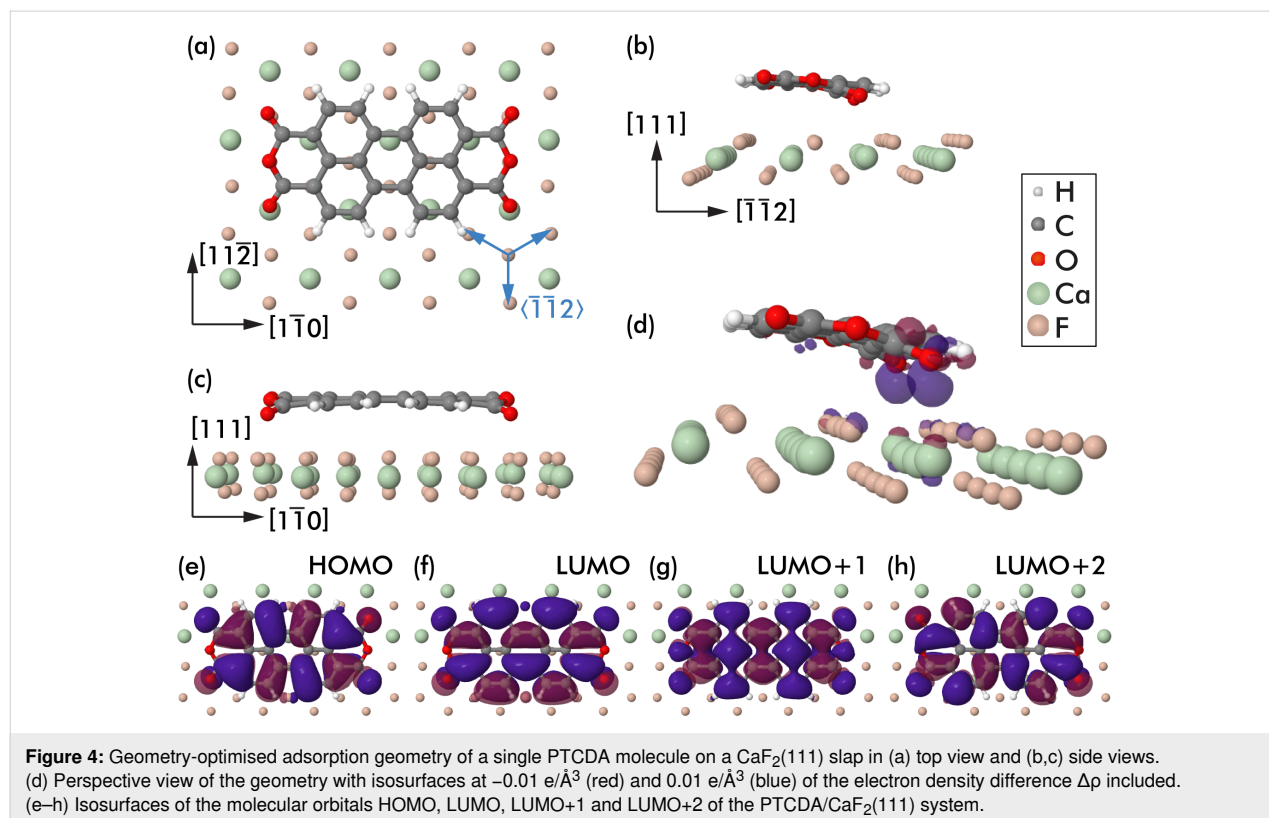 (a)
[112̄]
[11̄0]
⟨1̄1̄2⟩
(b)
[111]
[1̄1̄2]
H
C
O
Ca
F
(c)
[111]
[11̄0]
(d)
(e) HOMO
(f) LUMO
(g) LUMO+1
(h) LUMO+2
Figure 4: Geometry-optimised adsorption geometry of a single PTCDA molecule on a CaF₂(111) slap in (a) top view and (b,c) side views.
(d) Perspective view of the geometry with isosurfaces at −0.01 e/Å³ (red) and 0.01 e/Å³ (blue) of the electron density difference Δρ included.
(e–h) Isosurfaces of the molecular orbitals HOMO, LUMO, LUMO+1 and LUMO+2 of the PTCDA/CaF₂(111) system.